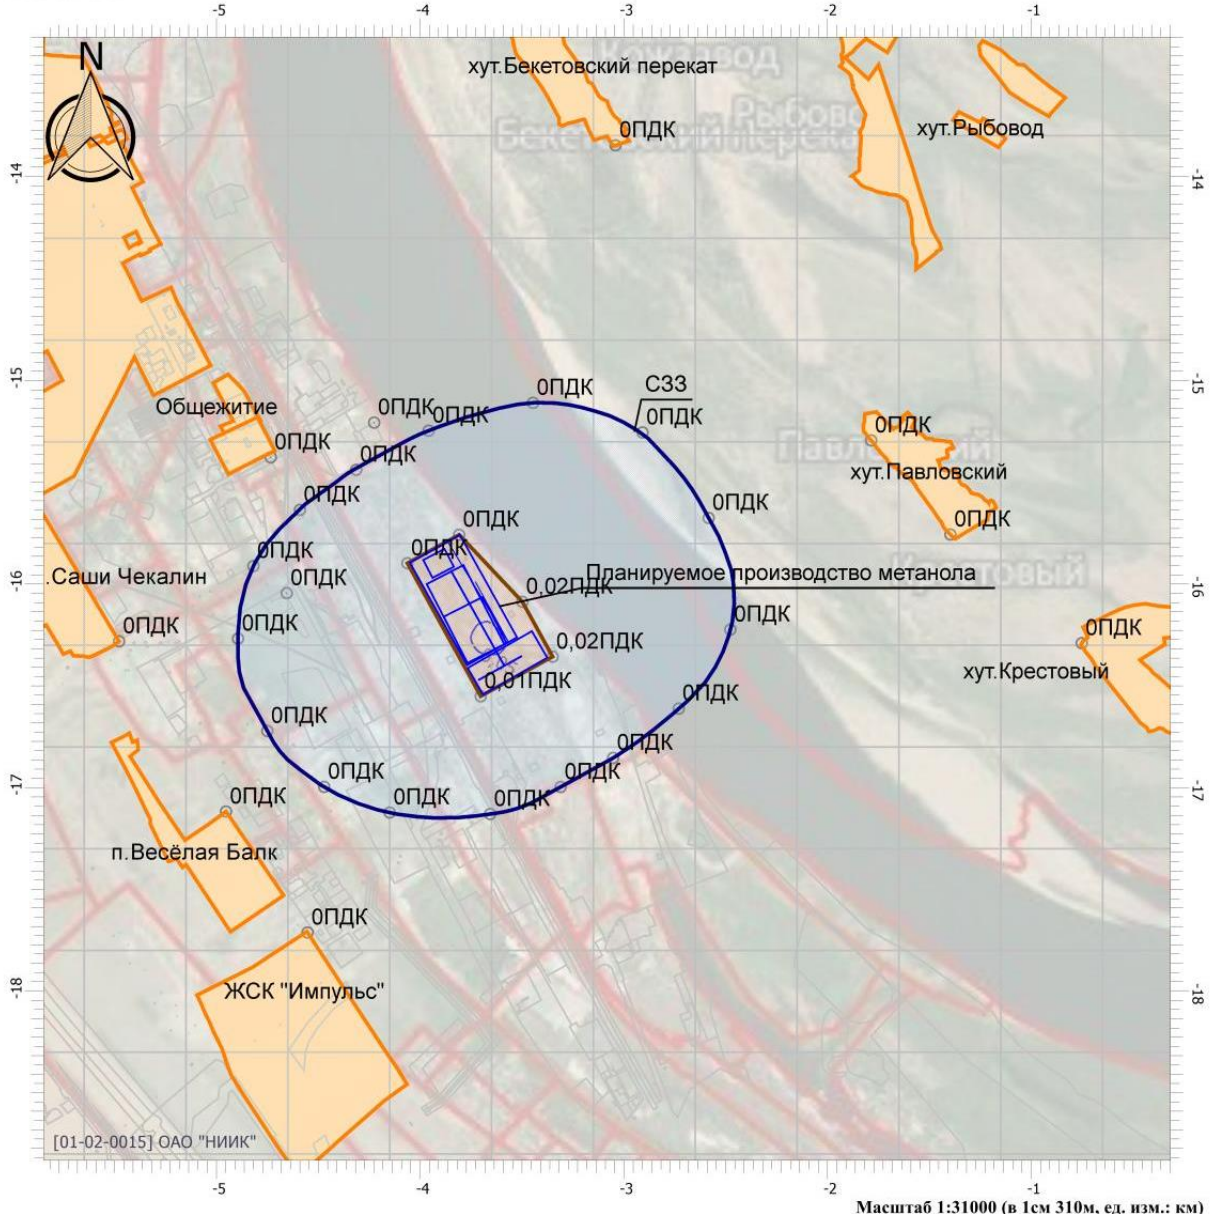 -5 -4 -3 -2 -1
N
хут.Бекетовский перекат
Кожзавод
Рыбово
0ПДК
хут.Рыбовод
-14 -14
-15 -15
СЗЗ
0ПДК
0ПДК
0ПДК
0ПДК
Общежитие
0ПДК
0ПДК
0ПДК
0ПДК
хут.Павловский
0ПДК
0ПДК
0ПДК
0ПДК
0ПДК
0ПДК
.Саши Чекалин
0ПДК
0,02ПДК
Планируемое производство метанола
-16 -16
0ПДК
0ПДК
0ПДК
0,02ПДК
0ПДК
хут.Крестовый
0,01ПДК
0ПДК
0ПДК
0ПДК
0ПДК
0ПДК
0ПДК
0ПДК
0ПДК
-17 -17
п.Весёлая Балк
0ПДК
ЖСК "Импульс"
-18 -18
[01-02-0015] ОАО "НИИК"
-5 -4 -3 -2 -1
Масштаб 1:31000 (в 1см 310м, ед. изм.: км)